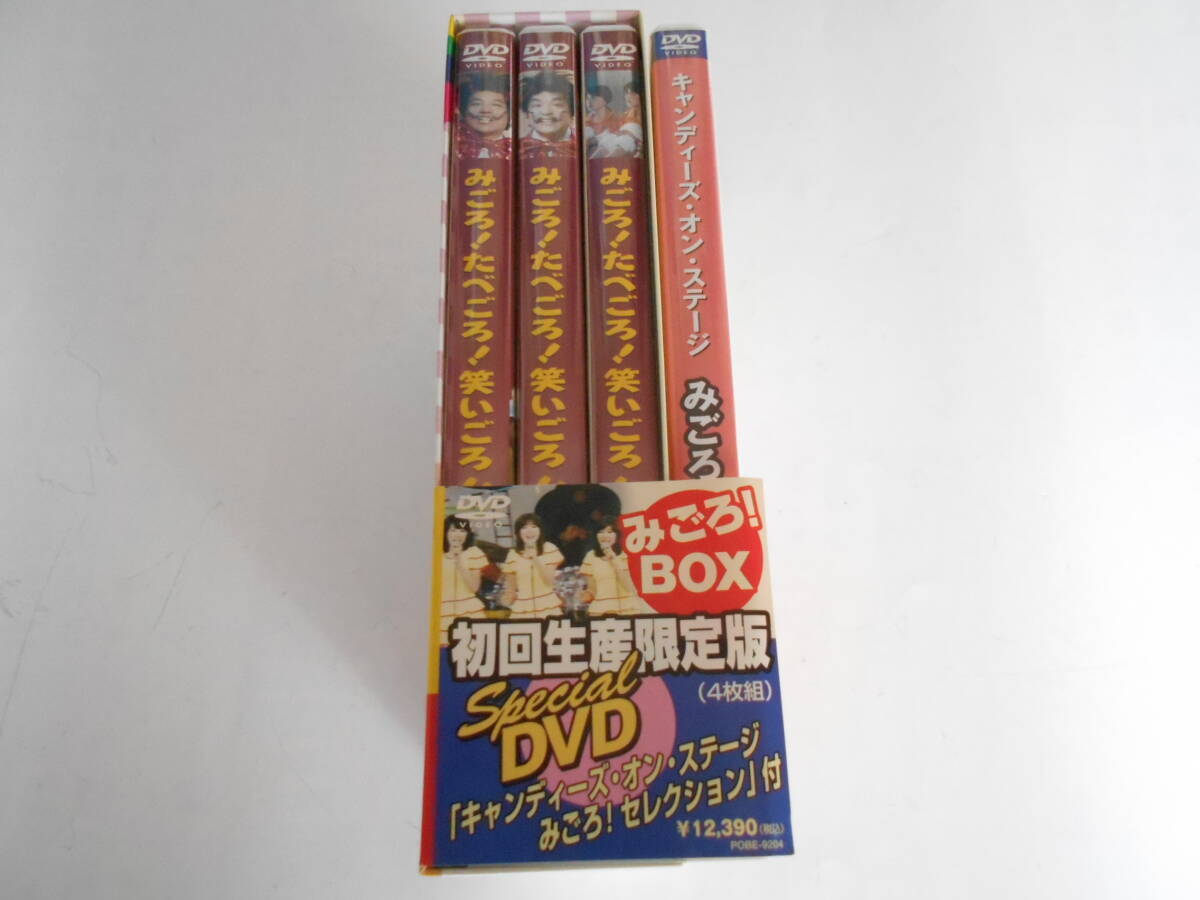 DVD
VIDEO
みごろ!たべごろ!笑いごろ
DVD
VIDEO
みごろ!たべごろ!笑いごろ
DVD
VIDEO
みごろ!たべごろ!笑いごろ
DVD
VIDEO
キャンディーズ・オン・ステージ みごろ
DVD
VIDEO
みごろ!
BOX
初回生産限定版
(4枚組)
Special
DVD
「キャンディーズ・オン・ステージ
みごろ! セレクション」付
¥12,390(税込)
POBE-9204